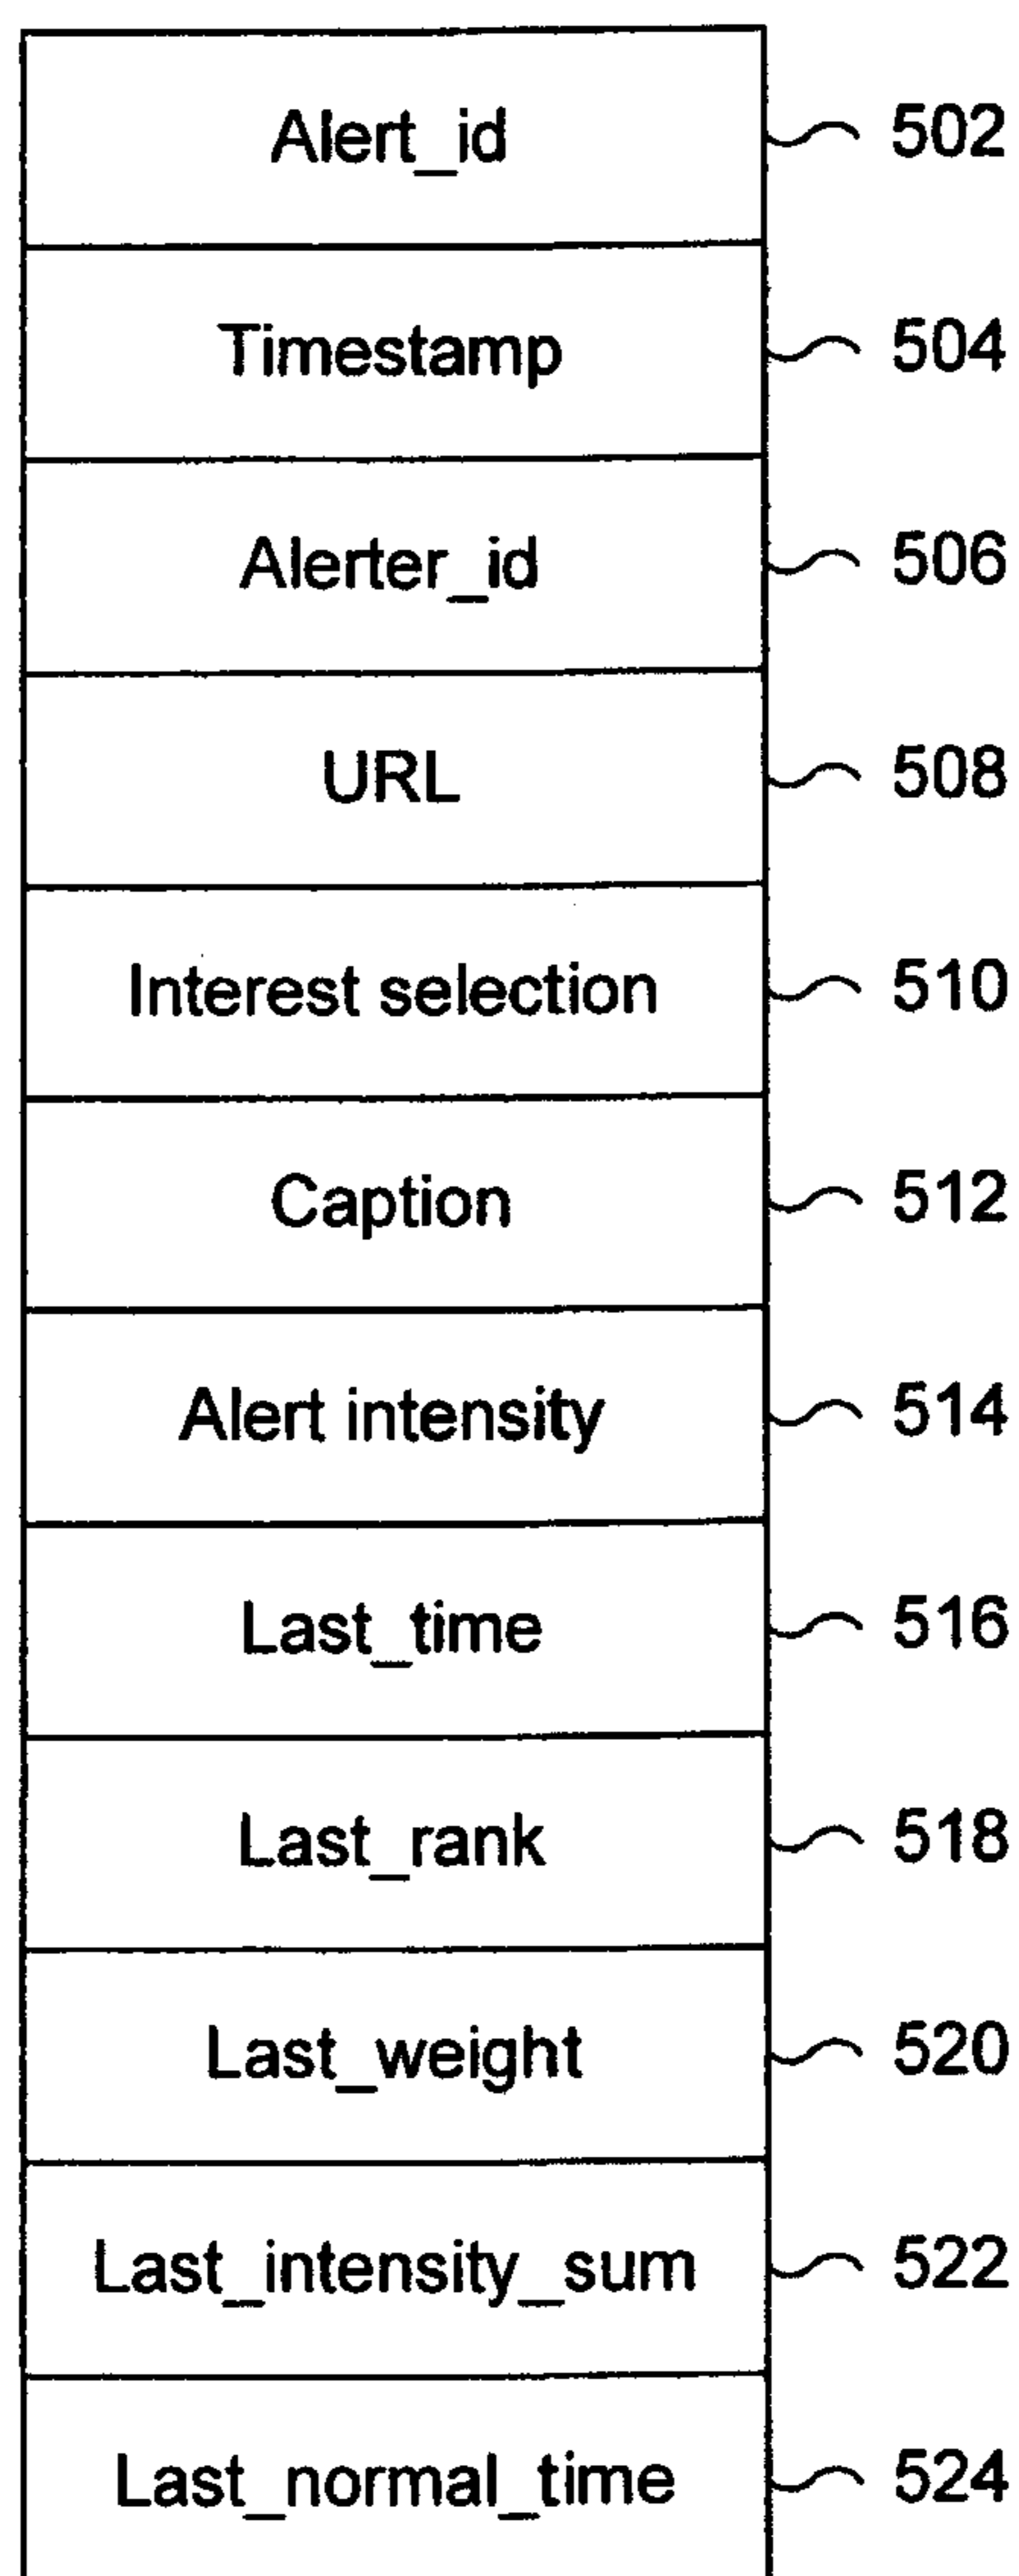 Alert_id 502
Timestamp 504
Alerter_id 506
URL 508
Interest selection 510
Caption 512
Alert intensity 514
Last_time 516
Last_rank 518
Last_weight 520
Last_intensity_sum 522
Last_normal_time 524